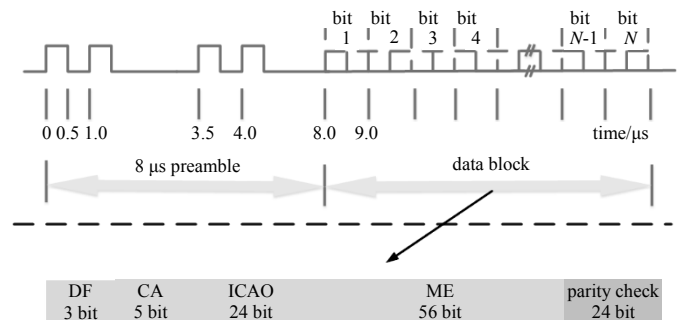 bit bit bit bit bit bit
1 2 3 4 N-1 N
0 0.5 1.0 3.5 4.0 8.0 9.0 time/μs
8 μs preamble data block
DF CA ICAO ME parity check
3 bit 5 bit 24 bit 56 bit 24 bit